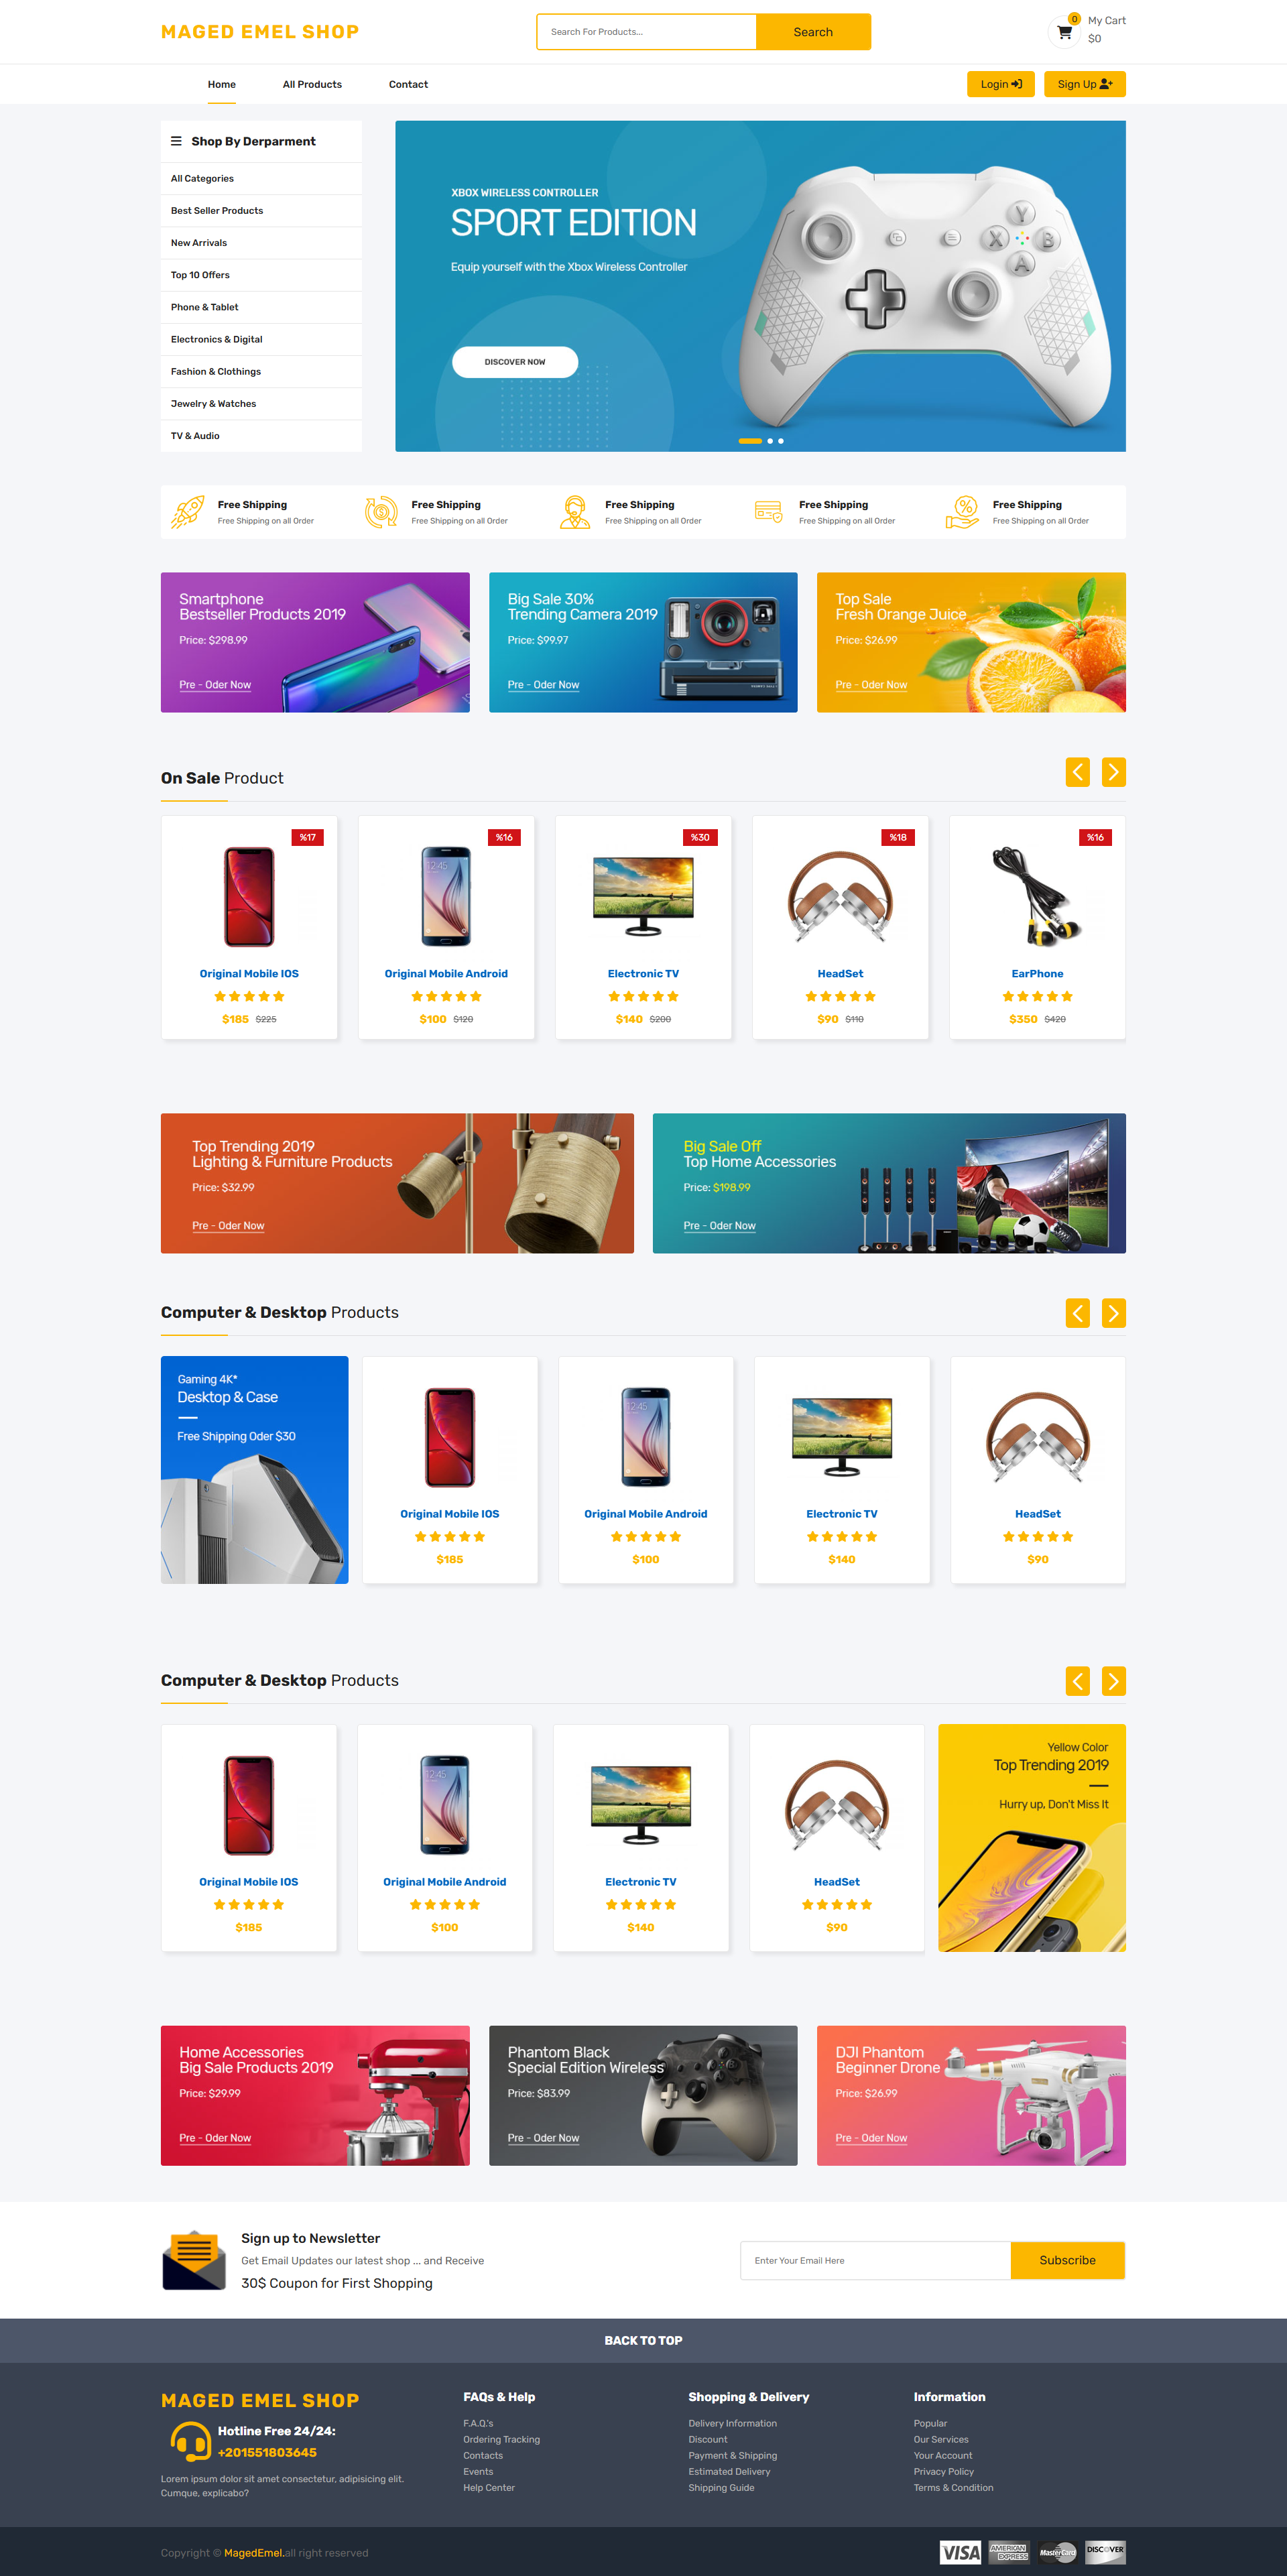 MAGED EMEL SHOP
Search For Products...
Search
0
My Cart
$0
Home
All Products
Contact
Login
Sign Up
Shop By Derparment
All Categories
Best Seller Products
New Arrivals
Top 10 Offers
Phone & Tablet
Electronics & Digital
Fashion & Clothings
Jewelry & Watches
TV & Audio
XBOX WIRELESS CONTROLLER
SPORT EDITION
Equip yourself with the Xbox Wireless Controller
DISCOVER NOW
Y
X
B
A
Free Shipping
Free Shipping on all Order
Free Shipping
Free Shipping on all Order
Free Shipping
Free Shipping on all Order
Free Shipping
Free Shipping on all Order
Free Shipping
Free Shipping on all Order
Smartphone
Bestseller Products 2019
Price: $298.99
Pre - Oder Now
Big Sale 30%
Trending Camera 2019
Price: $99.97
Pre - Oder Now
Top Sale
Fresh Orange Juice
Price: $26.99
Pre - Oder Now
On Sale Product
%17
Original Mobile IOS
$185 $225
%16
12:45
Original Mobile Android
$100 $120
%30
Electronic TV
$140 $200
%18
HeadSet
$90 $110
%16
EarPhone
$350 $420
Top Trending 2019
Lighting & Furniture Products
Price: $32.99
Pre - Oder Now
Big Sale Off
Top Home Accessories
Price: $198.99
Pre - Oder Now
Computer & Desktop Products
Gaming 4K*
Desktop & Case
Free Shipping Oder $30
Original Mobile IOS
$185
12:45
Original Mobile Android
$100
Electronic TV
$140
HeadSet
$90
Computer & Desktop Products
Original Mobile IOS
$185
12:45
Original Mobile Android
$100
Electronic TV
$140
HeadSet
$90
Yellow Color
Top Trending 2019
Hurry up, Don't Miss It
Home Accessories
Big Sale Products 2019
Price: $29.99
Pre - Oder Now
Phantom Black
Special Edition Wireless
Price: $83.99
Pre - Oder Now
DJI Phantom
Beginner Drone
Price: $26.99
Pre - Oder Now
Sign up to Newsletter
Get Email Updates our latest shop ... and Receive
30$ Coupon for First Shopping
Enter Your Email Here
Subscribe
BACK TO TOP
MAGED EMEL SHOP
Hotline Free 24/24:
+201551803645
Lorem ipsum dolor sit amet consectetur, adipisicing elit.
Cumque, explicabo?
FAQs & Help
F.A.Q.'s
Ordering Tracking
Contacts
Events
Help Center
Shopping & Delivery
Delivery Information
Discount
Payment & Shipping
Estimated Delivery
Shipping Guide
Information
Popular
Our Services
Your Account
Privacy Policy
Terms & Condition
Copyright © MagedEmel.all right reserved
VISA
AMERICAN EXPRESS
MasterCard
DISCOVER